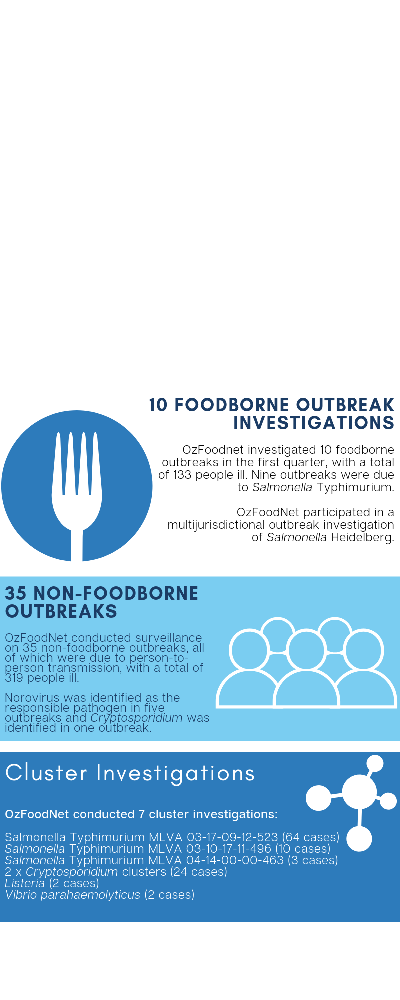 10 FOODBORNE OUTBREAK
INVESTIGATIONS
OzFoodnet investigated 10 foodborne
outbreaks in the first quarter, with a total
of 133 people ill. Nine outbreaks were due
to Salmonella Typhimurium.
OzFoodNet participated in a
multijurisdictional outbreak investigation
of Salmonella Heidelberg.
35 NON-FOODBORNE
OUTBREAKS
OzFoodNet conducted surveillance
on 35 non-foodborne outbreaks, all
of which were due to person-to-
person transmission, with a total of
319 people ill.
Norovirus was identified as the
responsible pathogen in five
outbreaks and Cryptosporidium was
identified in one outbreak.
Cluster Investigations
OzFoodNet conducted 7 cluster investigations:
Salmonella Typhimurium MLVA 03-17-09-12-523 (64 cases)
Salmonella Typhimurium MLVA 03-10-17-11-496 (10 cases)
Salmonella Typhimurium MLVA 04-14-00-00-463 (3 cases)
2 x Cryptosporidium clusters (24 cases)
Listeria (2 cases)
Vibrio parahaemolyticus (2 cases)